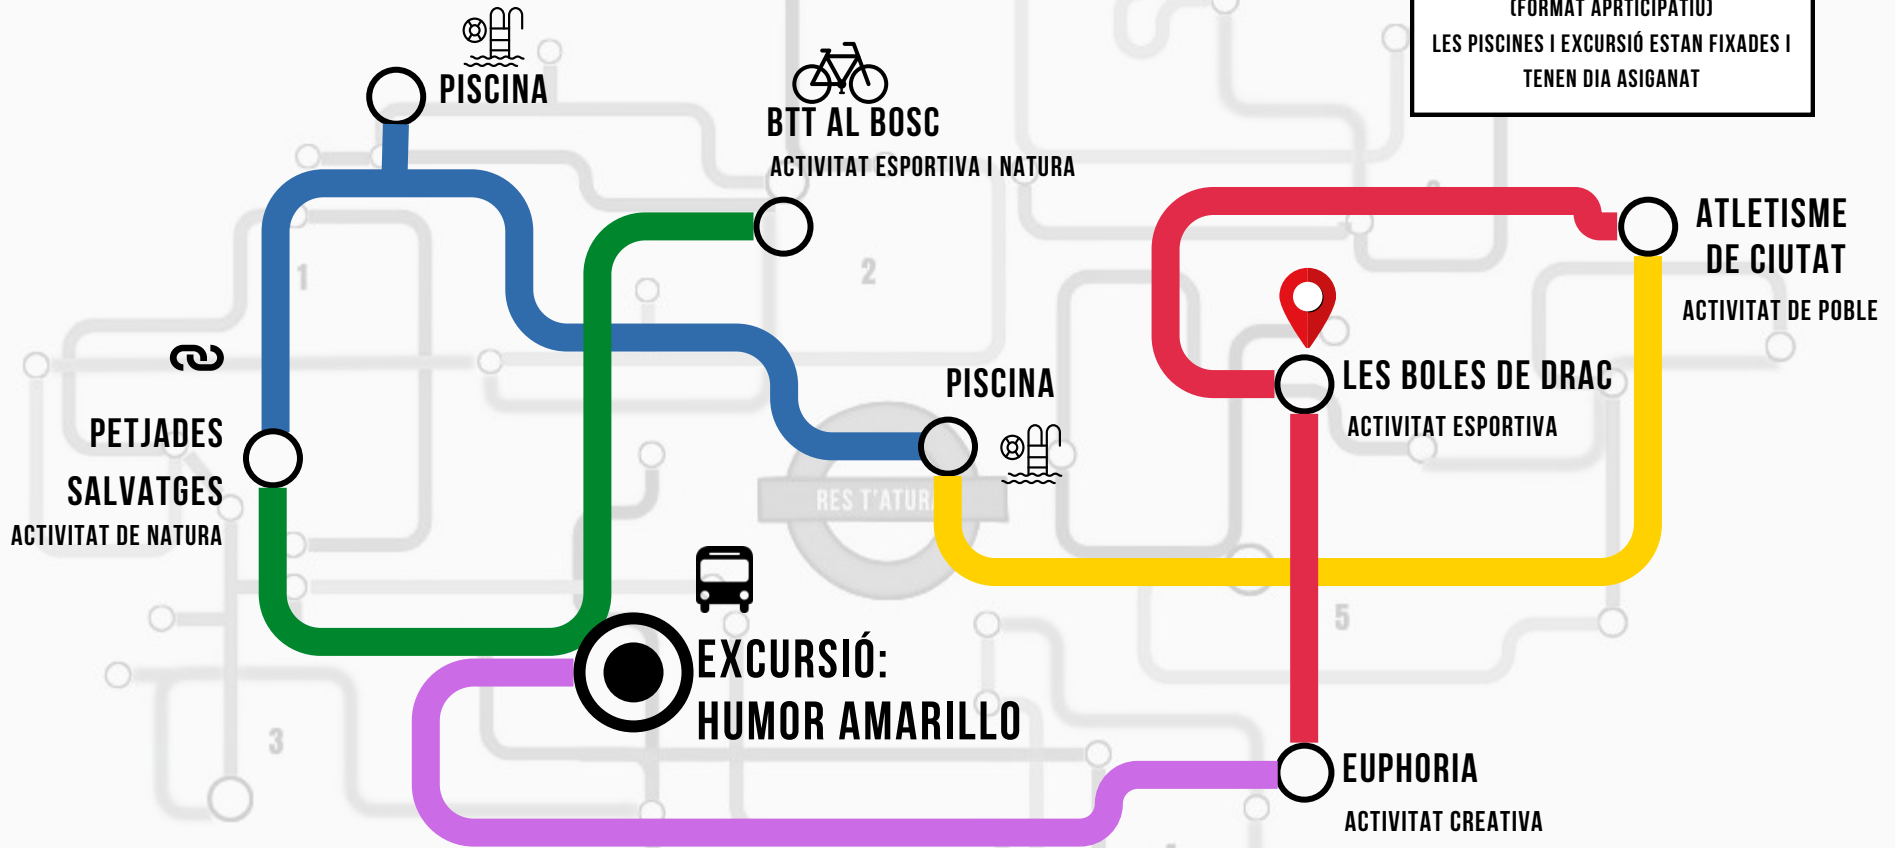 (FORMAT APRTICIPATIU)
LES PISCINES I EXCURSIÓ ESTAN FIXADES I
TENEN DIA ASIGANAT
PISCINA
BTT AL BOSC
ACTIVITAT ESPORTIVA I NATURA
ATLETISME
DE CIUTAT
ACTIVITAT DE POBLE
1
2
PISCINA
LES BOLES DE DRAC
ACTIVITAT ESPORTIVA
PETJADES
SALVATGES
ACTIVITAT DE NATURA
RES T'ATURA
5
EXCURSIÓ:
HUMOR AMARILLO
3
EUPHORIA
ACTIVITAT CREATIVA